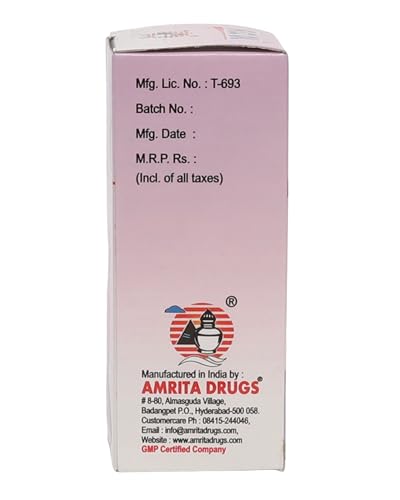 Mfg. Lic. No. : T-693
Batch No. :
Mfg. Date :
M.R.P. Rs. :
(Incl. of all taxes)
®
Manufactured in India by :
AMRITA DRUGS®
# 8-80, Almasguda Village,
Badangpet P.O., Hyderabad-500 058.
Customercare Ph : 08415-244046,
Email : info@amritadrugs.com,
Website : www.amritadrugs.com
GMP Certified Company